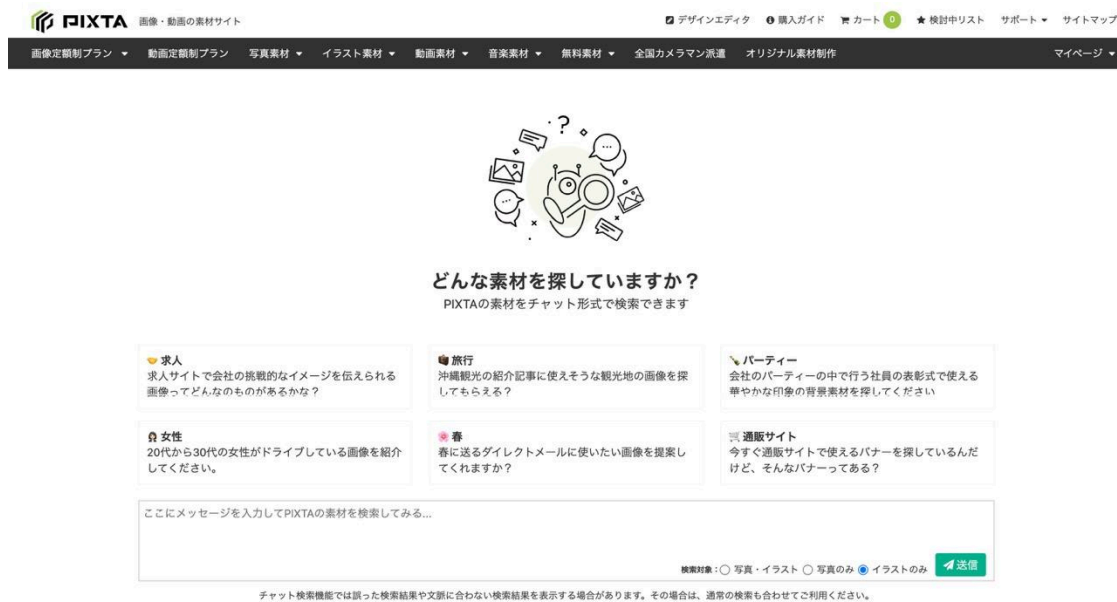 PIXTA 画像・動画の素材サイト
デザインエディタ 購入ガイド カート 0 検討中リスト サポート サイトマップ
画像定額制プラン 動画定額制プラン 写真素材 イラスト素材 動画素材 音楽素材 無料素材 全国カメラマン派遣 オリジナル素材制作 マイページ
?
どんな素材を探していますか？
PIXTAの素材をチャット形式で検索できます
求人
求人サイトで会社の挑戦的なイメージを伝えられる
画像ってどんなのものがあるかな？
旅行
沖縄観光の紹介記事に使えそうな観光地の画像を探
してもらえる？
パーティー
会社のパーティーの中で行う社員の表彰式で使える
華やかな印象の背景素材を探してください
女性
20代から30代の女性がドライブしている画像を紹介
してください。
春
春に送るダイレクトメールに使いたい画像を提案し
てくれますか？
通販サイト
今すぐ通販サイトで使えるバナーを探しているんだ
けど、そんなバナーってある？
ここにメッセージを入力してPIXTAの素材を検索してみる...
検索対象： 写真・イラスト 写真のみ イラストのみ 送信
チャット検索機能では誤った検索結果や文脈に合わない検索結果を表示する場合があります。その場合は、通常の検索も合わせてご利用ください。